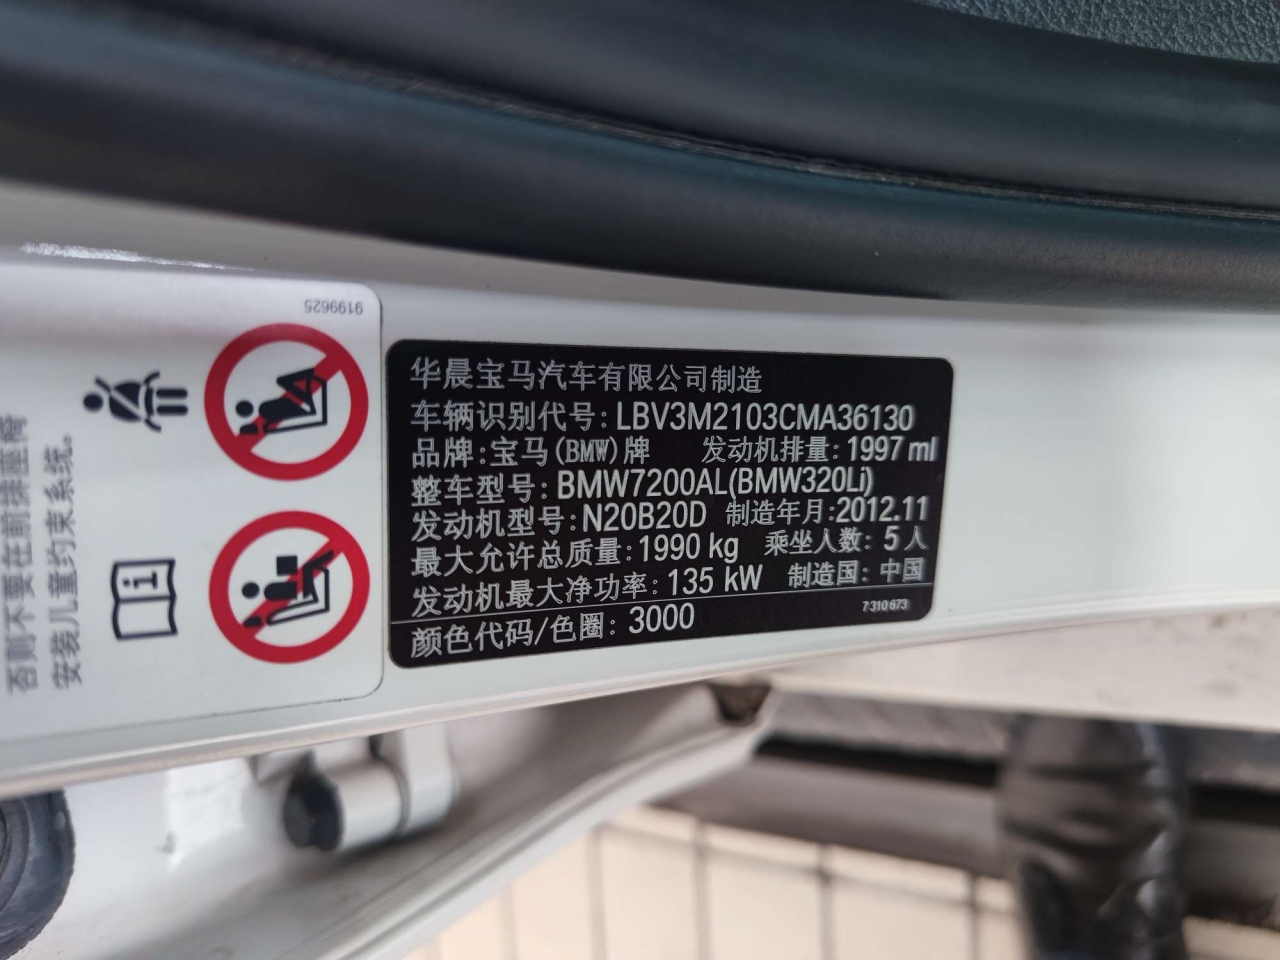 9199625
否则不要在前排座椅
安装儿童约束系统。
华晨宝马汽车有限公司制造
车辆识别代号: LBV3M2103CMA36130
品牌: 宝马(BMW)牌 发动机排量: 1997 ml
整车型号: BMW7200AL(BMW320Li)
发动机型号: N20B20D 制造年月: 2012.11
最大允许总质量: 1990 kg 乘坐人数: 5 人
发动机最大净功率: 135 kW 制造国: 中国
颜色代码/色圈: 3000 7 310 673